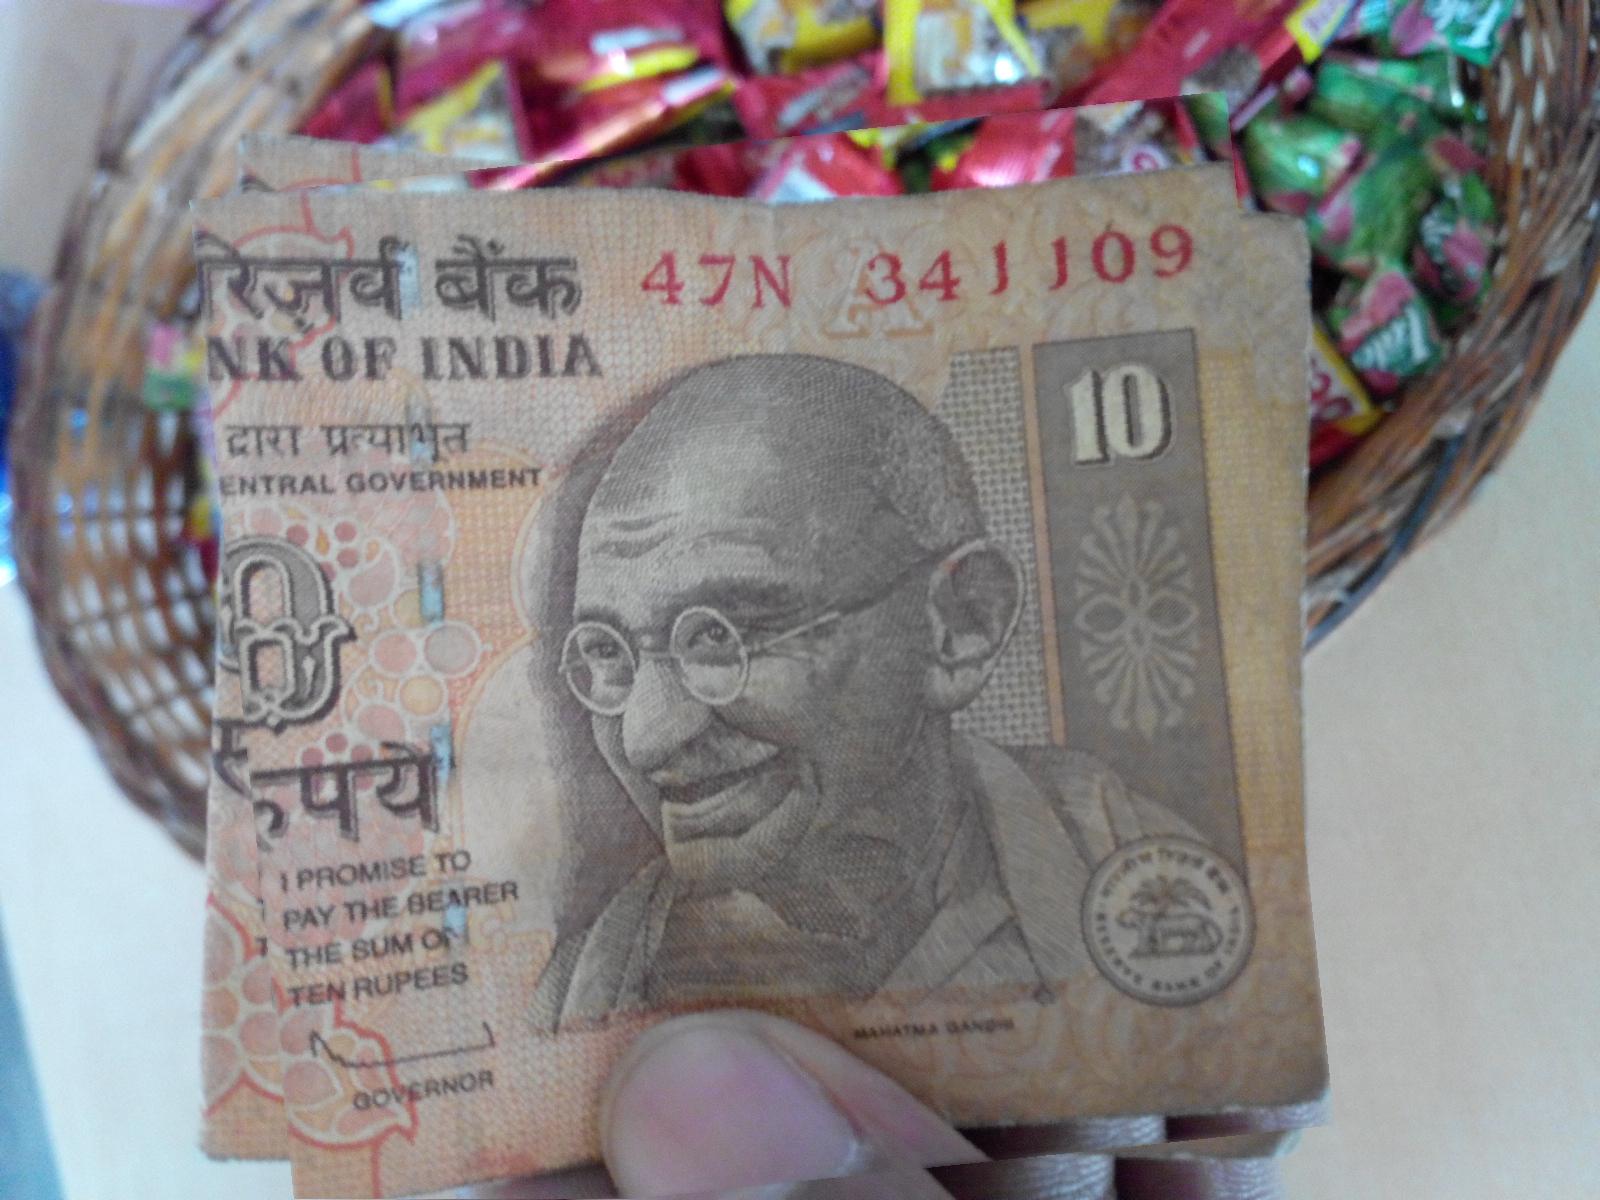 रिज़र्व बैंक
NK OF INDIA
47N 341109
द्वारा प्रत्याभूत
ENTRAL GOVERNMENT
10
रुपये
I PROMISE TO
PAY THE BEARER
THE SUM OF
TEN RUPEES
GOVERNOR
MAHATMA GANDHI